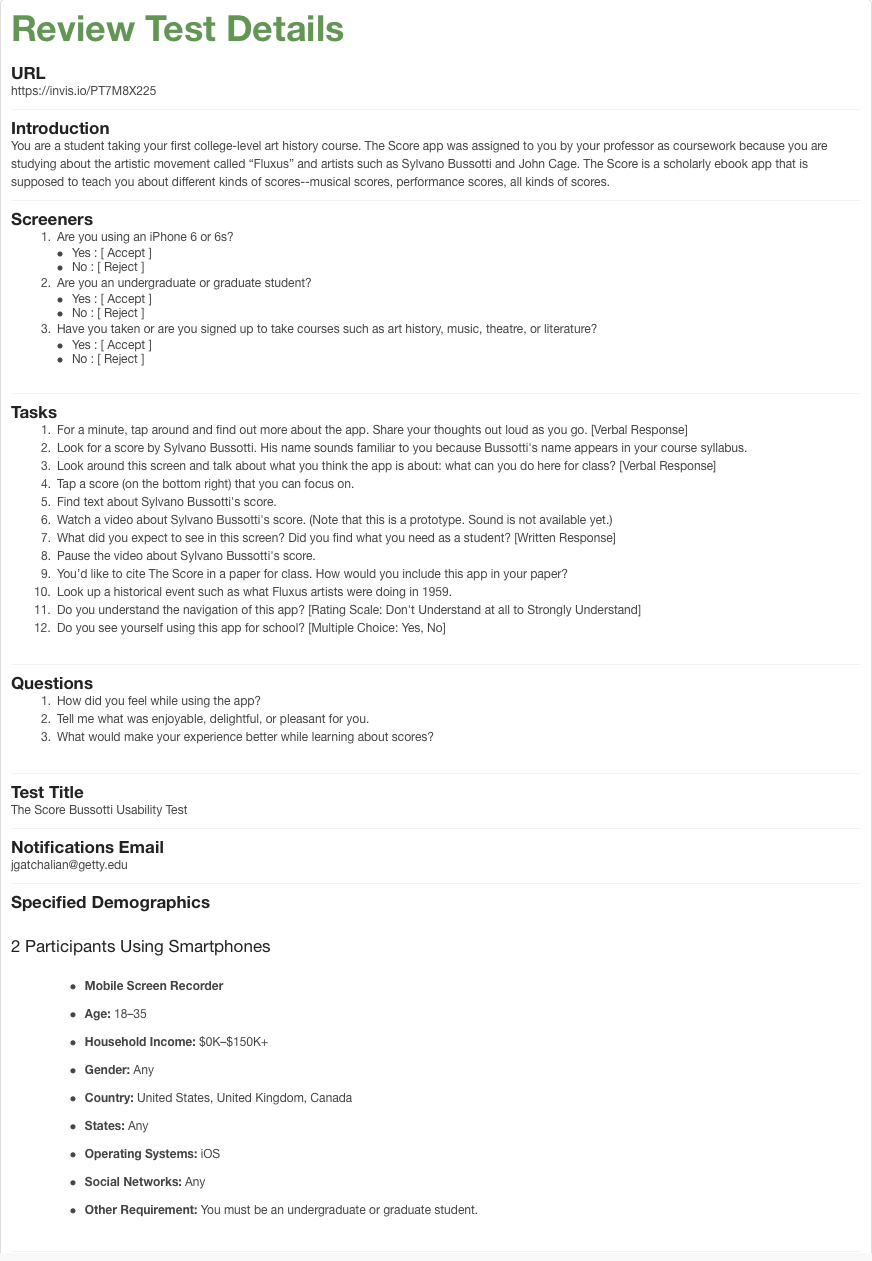 Review Test Details
URL
https://invis.io/PT7M8X225
Introduction
You are a student taking your first college-level art history course. The Score app was assigned to you by your professor as coursework because you are
studying about the artistic movement called “Fluxus” and artists such as Sylvano Bussotti and John Cage. The Score is a scholarly ebook app that is
supposed to teach you about different kinds of scores--musical scores, performance scores, all kinds of scores.
Screeners
1. Are you using an iPhone 6 or 6s?
• Yes : [ Accept ]
• No : [ Reject ]
2. Are you an undergraduate or graduate student?
• Yes : [ Accept ]
• No : [ Reject ]
3. Have you taken or are you signed up to take courses such as art history, music, theatre, or literature?
• Yes : [ Accept ]
• No : [ Reject ]
Tasks
1. For a minute, tap around and find out more about the app. Share your thoughts out loud as you go. [Verbal Response]
2. Look for a score by Sylvano Bussotti. His name sounds familiar to you because Bussotti's name appears in your course syllabus.
3. Look around this screen and talk about what you think the app is about: what can you do here for class? [Verbal Response]
4. Tap a score (on the bottom right) that you can focus on.
5. Find text about Sylvano Bussotti's score.
6. Watch a video about Sylvano Bussotti's score. (Note that this is a prototype. Sound is not available yet.)
7. What did you expect to see in this screen? Did you find what you need as a student? [Written Response]
8. Pause the video about Sylvano Bussotti's score.
9. You’d like to cite The Score in a paper for class. How would you include this app in your paper?
10. Look up a historical event such as what Fluxus artists were doing in 1959.
11. Do you understand the navigation of this app? [Rating Scale: Don't Understand at all to Strongly Understand]
12. Do you see yourself using this app for school? [Multiple Choice: Yes, No]
Questions
1. How did you feel while using the app?
2. Tell me what was enjoyable, delightful, or pleasant for you.
3. What would make your experience better while learning about scores?
Test Title
The Score Bussotti Usability Test
Notifications Email
jgatchalian@getty.edu
Specified Demographics
2 Participants Using Smartphones
• Mobile Screen Recorder
• Age: 18–35
• Household Income: $0K–$150K+
• Gender: Any
• Country: United States, United Kingdom, Canada
• States: Any
• Operating Systems: iOS
• Social Networks: Any
• Other Requirement: You must be an undergraduate or graduate student.